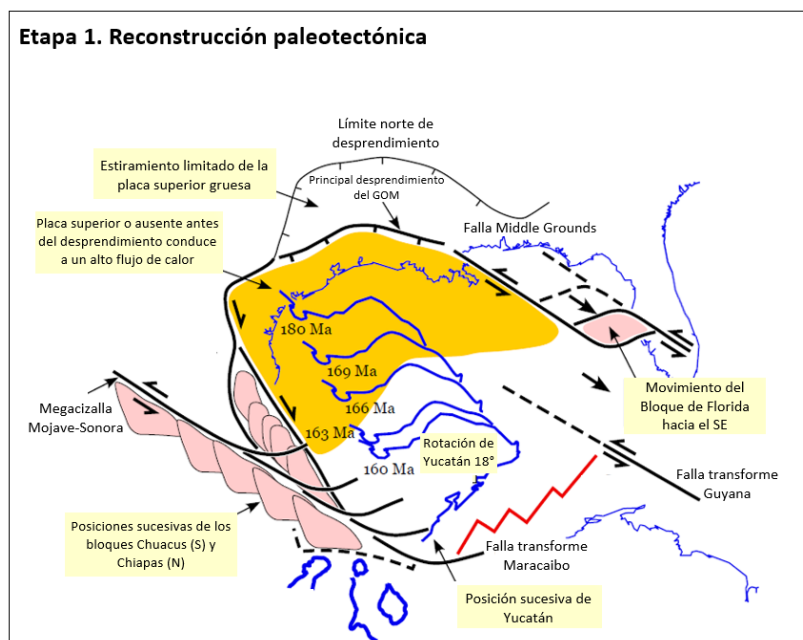 Etapa 1. Reconstrucción paleotectónica
Límite norte de
desprendimiento
Estiramiento limitado de la
placa superior gruesa
Principal desprendimiento
del GOM
Falla Middle Grounds
Placa superior o ausente antes
del desprendimiento conduce
a un alto flujo de calor
180 Ma
169 Ma
166 Ma
163 Ma
160 Ma
Megacizalla
Mojave-Sonora
Movimiento del
Bloque de Florida
hacia el SE
Rotación de
Yucatán 18°
Falla transforme
Guyana
Posiciones sucesivas de los
bloques Chuacus (S) y
Chiapas (N)
Falla transforme
Maracaibo
Posición sucesiva de
Yucatán